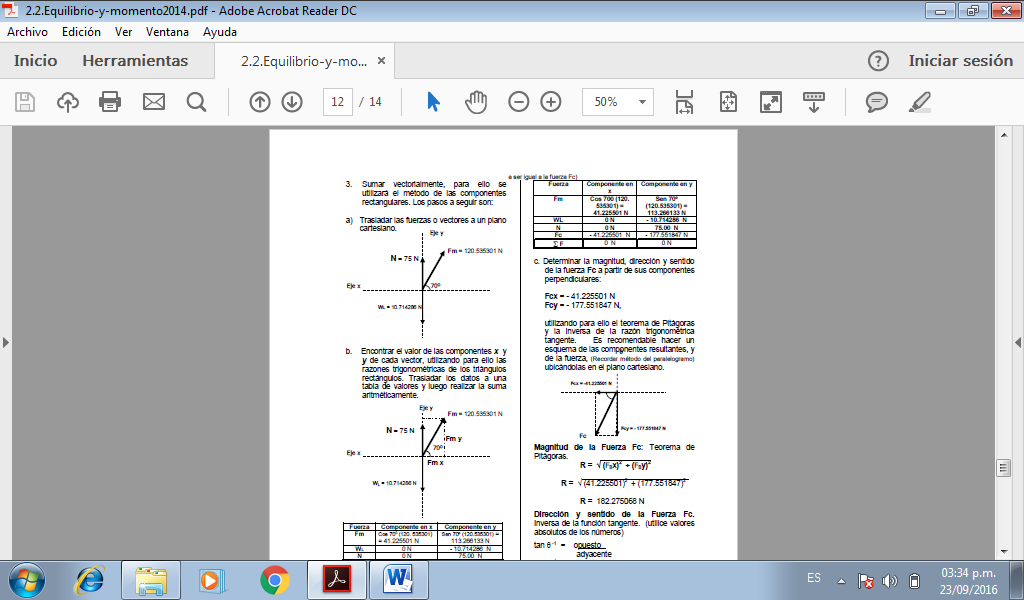 2.2.Equilibrio-y-momento2014.pdf - Adobe Acrobat Reader DC
Archivo Edición Ver Ventana Ayuda
Inicio Herramientas 2.2.Equilibrio-y-mo... × ? Iniciar sesión
12 / 14 50%
3. Sumar vectorialmente, para ello se
utilizará el método de las componentes
rectangulares. Los pasos a seguir son:
a) Trasladar las fuerzas o vectores a un plano
cartesiano.
Eje y
Fm = 120.535301 N
N = 75 N
Eje x
70º
WL = 10.714286 N
b. Encontrar el valor de las componentes x y
y de cada vector, utilizando para ello las
razones trigonométricas de los triángulos
rectángulos. Trasladar los datos a una
tabla de valores y luego realizar la suma
aritméticamente.
Eje y
Fm = 120.535301 N
N = 75 N
Fm y
70º
Eje x
Fm x
WL = 10.714286 N
Fuerza Componente en x Componente en y
Fm Cos 70º (120. 535301) Sen 70º (120.535301) =
= 41.225501 N 113.266133 N
WL 0 N - 10.714286 N
N 0 N 75.00 N
a ser igual a la fuerza Fc)
Fuerza Componente en Componente en y
x
Fm Cos 700 (120. Sen 70º
535301) = (120.535301) =
41.225501 N 113.266133 N
WL 0 N - 10.714286 N
N 0 N 75.00 N
Fc - 41.225501 N - 177.551847 N
∑ F 0 N 0 N
c. Determinar la magnitud, dirección y sentido
de la fuerza Fc a partir de sus componentes
perpendiculares:
Fcx = - 41.225501 N
Fcy = - 177.551847 N,
utilizando para ello el teorema de Pitágoras
y la inversa de la razón trigonométrica
tangente. Es recomendable hacer un
esquema de las componentes resultantes, y
de la fuerza, (Recordar método del paralelogramo)
ubicándolas en el plano cartesiano.
Fcx = -41.225501 N
Fcy = - 177.551847 N
Fc
Magnitud de la Fuerza Fc: Teorema de
Pitágoras.
R = √(FRx)² + (FRy)²
R = √(41.225501)² + (177.551847)²
R = 182.275068 N
Dirección y sentido de la Fuerza Fc.
Inversa de la función tangente. (utilice valores
absolutos de los números)
tan θ⁻¹ = opuesto
adyacente
ES 03:34 p.m.
23/09/2016